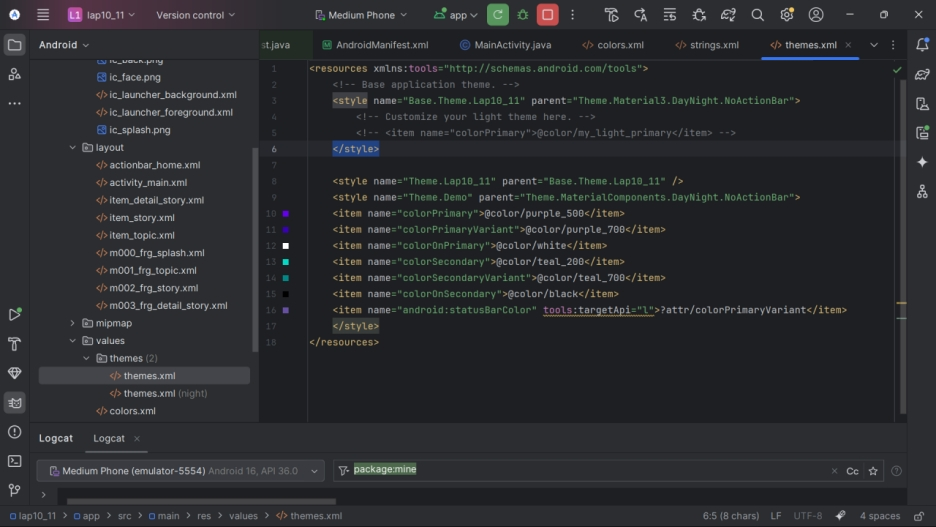 L1 lap10_11 Version control Medium Phone app
Android
st.java AndroidManifest.xml MainActivity.java colors.xml strings.xml themes.xml
ic_back.png
ic_face.png
ic_launcher_background.xml
ic_launcher_foreground.xml
ic_splash.png
layout
actionbar_home.xml
activity_main.xml
item_detail_story.xml
item_story.xml
item_topic.xml
m000_frg_splash.xml
m001_frg_topic.xml
m002_frg_story.xml
m003_frg_detail_story.xml
mipmap
values
themes (2)
themes.xml
themes.xml (night)
colors.xml
1 <resources xmlns:tools="http://schemas.android.com/tools">
2 <!-- Base application theme. -->
3 <style name="Base.Theme.Lap10_11" parent="Theme.Material3.DayNight.NoActionBar">
4 <!-- Customize your light theme here. -->
5 <!-- <item name="colorPrimary">@color/my_light_primary</item> -->
6 </style>
7
8 <style name="Theme.Lap10_11" parent="Base.Theme.Lap10_11" />
9 <style name="Theme.Demo" parent="Theme.MaterialComponents.DayNight.NoActionBar">
10 <item name="colorPrimary">@color/purple_500</item>
11 <item name="colorPrimaryVariant">@color/purple_700</item>
12 <item name="colorOnPrimary">@color/white</item>
13 <item name="colorSecondary">@color/teal_200</item>
14 <item name="colorSecondaryVariant">@color/teal_700</item>
15 <item name="colorOnSecondary">@color/black</item>
16 <item name="android:statusBarColor" tools:targetApi="l">?attr/colorPrimaryVariant</item>
17 </style>
18 </resources>
Logcat Logcat
Medium Phone (emulator-5554) Android 16, API 36.0 package:mine Cc
lap10_11 > app > src > main > res > values > themes.xml 6:5 (8 chars) LF UTF-8 4 spaces